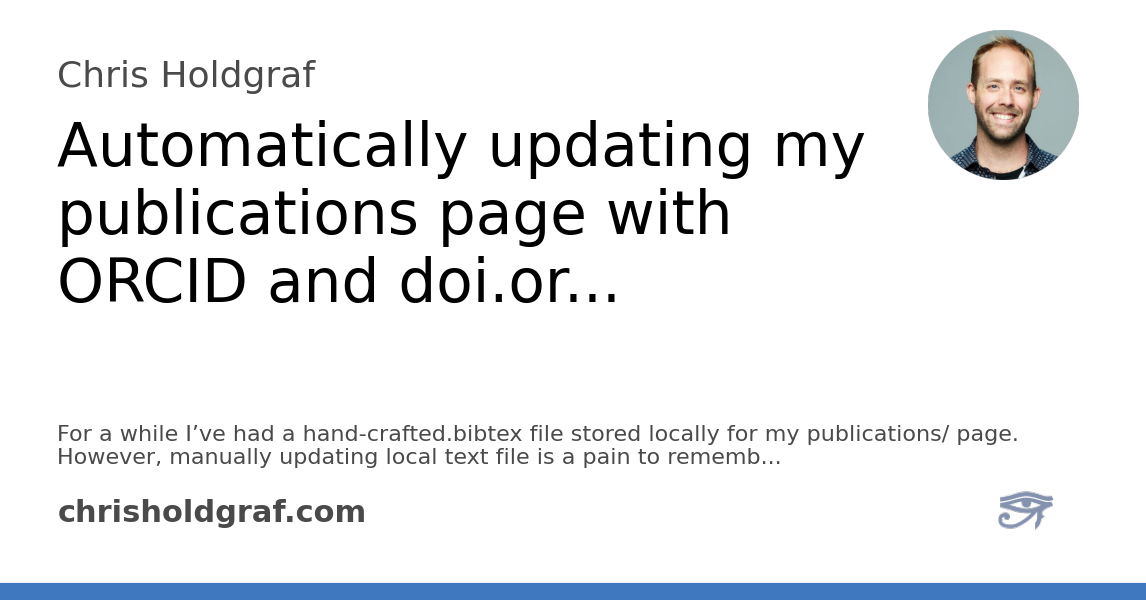 Chris Holdgraf
Automatically updating my
publications page with
ORCID and doi.or...
For a while I’ve had a hand-crafted.bibtex file stored locally for my publications/ page.
However, manually updating local text file is a pain to rememb...
chrisholdgraf.com